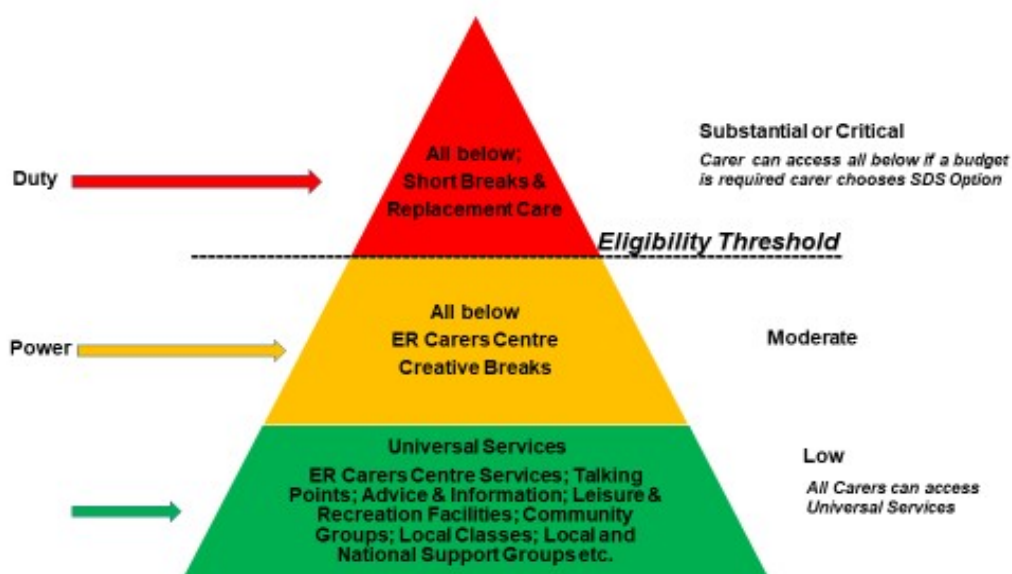 Substantial or Critical
Carer can access all below if a budget
is required carer chooses SDS Option
All below;
Short Breaks &
Replacement Care
Duty
Eligibility Threshold
All below
ER Carers Centre
Creative Breaks
Power
Moderate
Universal Services
ER Carers Centre Services; Talking
Points; Advice & Information; Leisure &
Recreation Facilities; Community
Groups; Local Classes; Local and
National Support Groups etc.
Low
All Carers can access
Universal Services